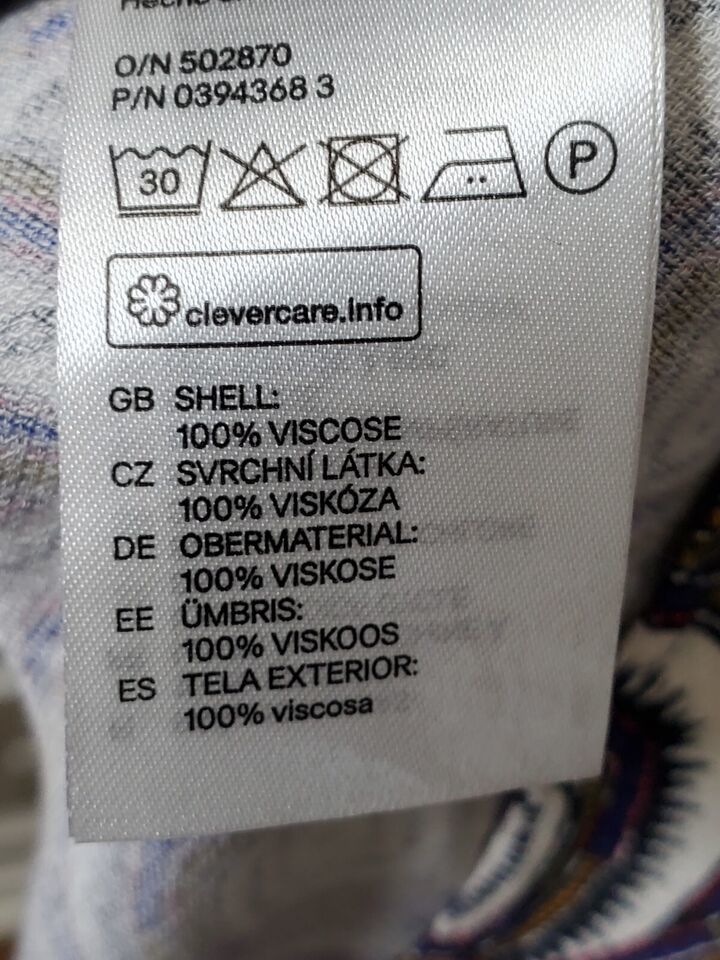 O/N 502870
P/N 0394368 3
30 P
clevercare.info
GB SHELL:
100% VISCOSE
CZ SVRCHNÍ LÁTKA:
100% VISKÓZA
DE OBERMATERIAL:
100% VISKOSE
EE ÜMBRIS:
100% VISKOOS
ES TELA EXTERIOR:
100% viscosa